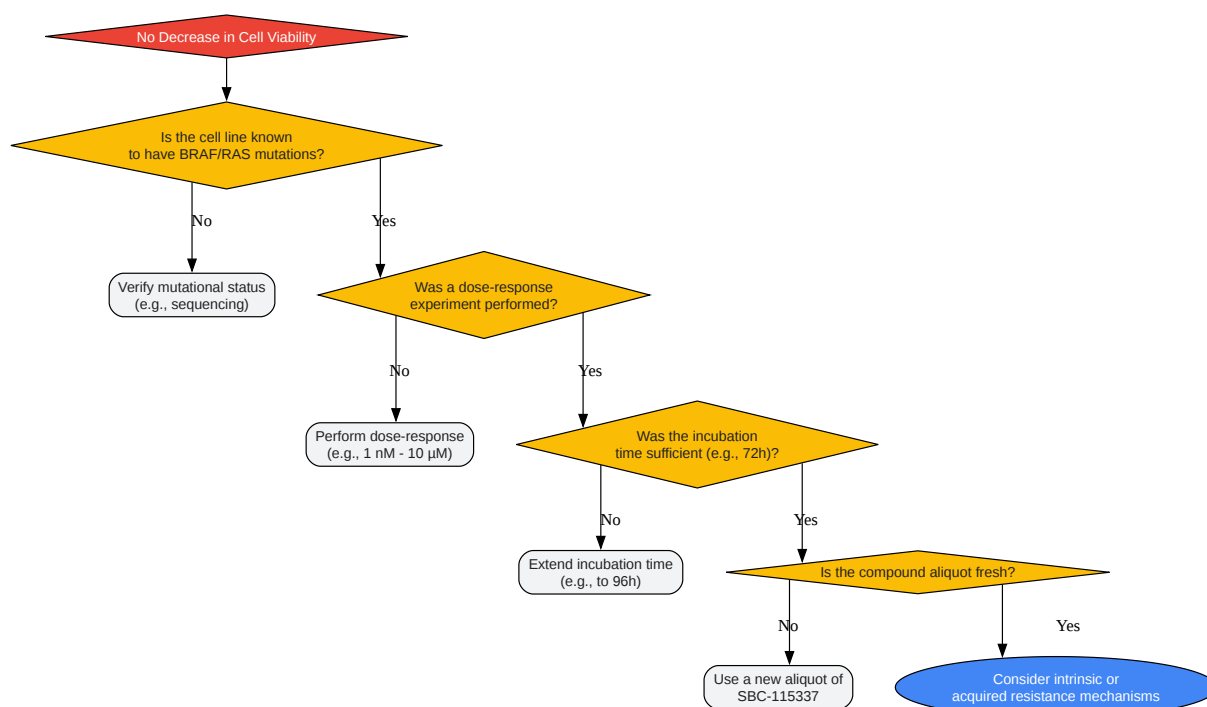 No Decrease in Cell Viability
Is the cell line known
to have BRAF/RAS mutations?
No
Yes
Verify mutational status
(e.g., sequencing)
Was a dose-response
experiment performed?
No
Yes
Perform dose-response
(e.g., 1 nM - 10 µM)
Was the incubation
time sufficient (e.g., 72h)?
No
Yes
Extend incubation time
(e.g., to 96h)
Is the compound aliquot fresh?
No
Yes
Use a new aliquot of
SBC-115337
Consider intrinsic or
acquired resistance mechanisms